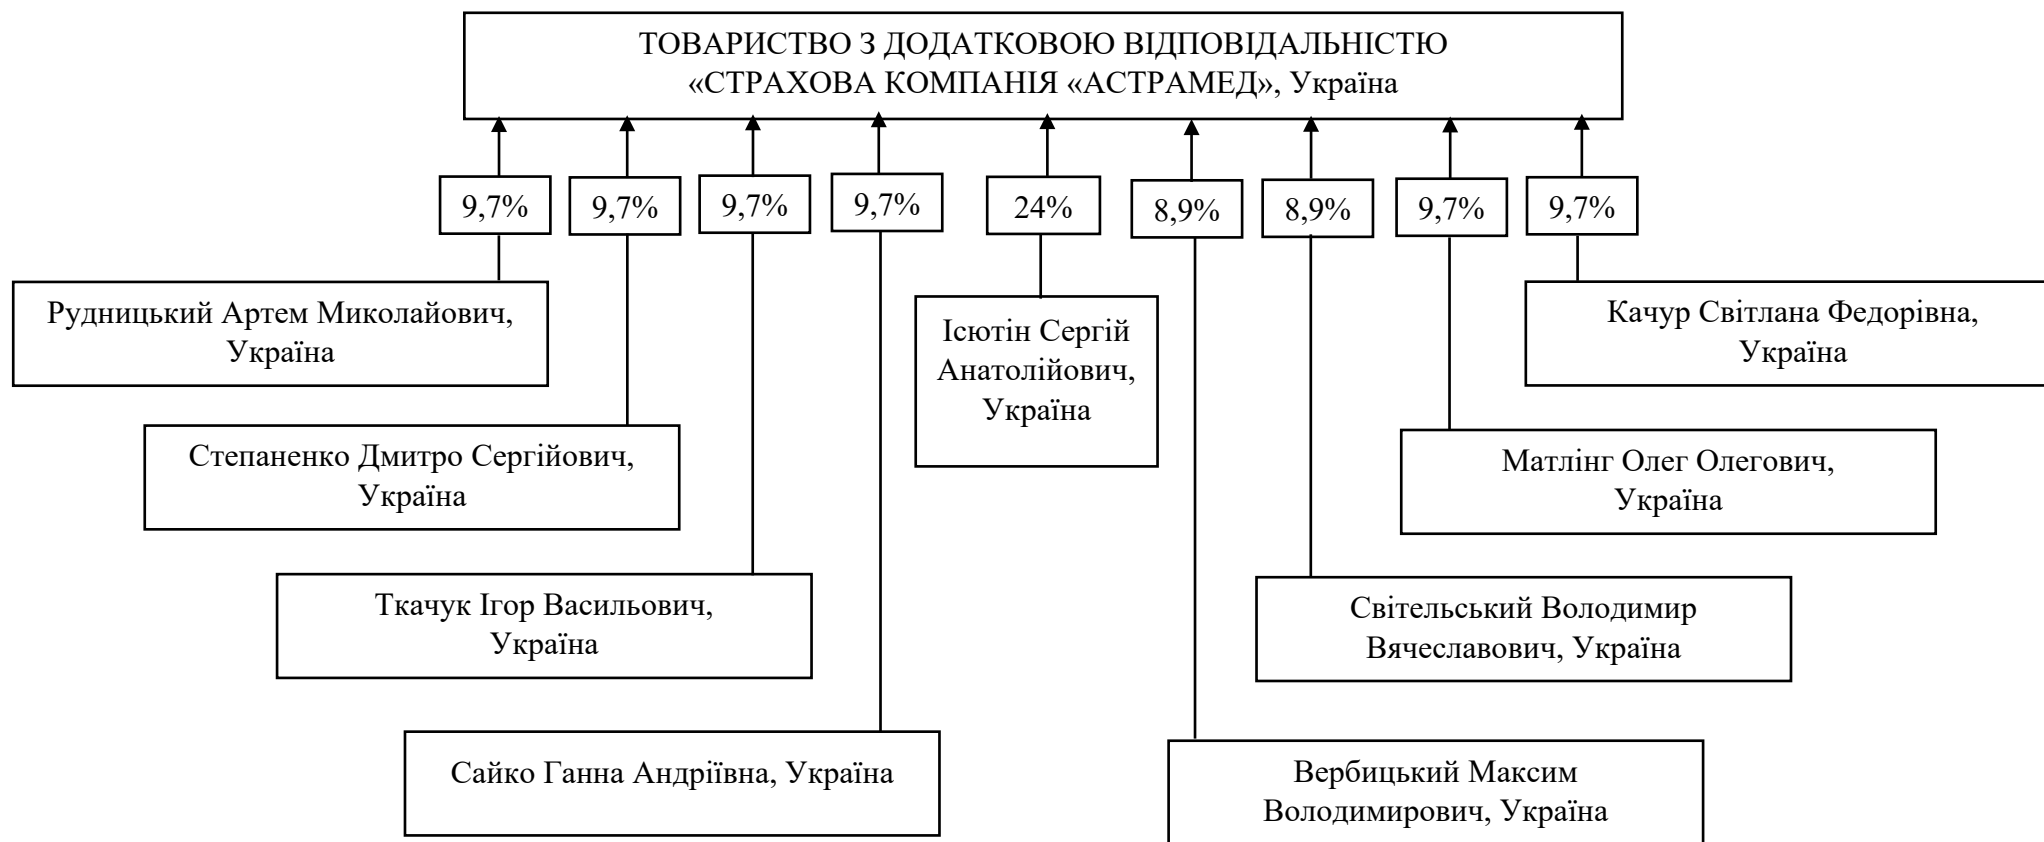 ТОВАРИСТВО З ДОДАТКОВОЮ ВІДПОВІДАЛЬНІСТЮ
«СТРАХОВА КОМПАНІЯ «АСТРАМЕД», Україна
9,7%
9,7%
9,7%
9,7%
24%
8,9%
8,9%
9,7%
9,7%
Рудницький Артем Миколайович,
Україна
Ісютін Сергій
Анатолійович,
Україна
Качур Світлана Федорівна,
Україна
Степаненко Дмитро Сергійович,
Україна
Матлінг Олег Олегович,
Україна
Ткачук Ігор Васильович,
Україна
Світельський Володимир
Вячеславович, Україна
Сайко Ганна Андріївна, Україна
Вербицький Максим
Володимирович, Україна